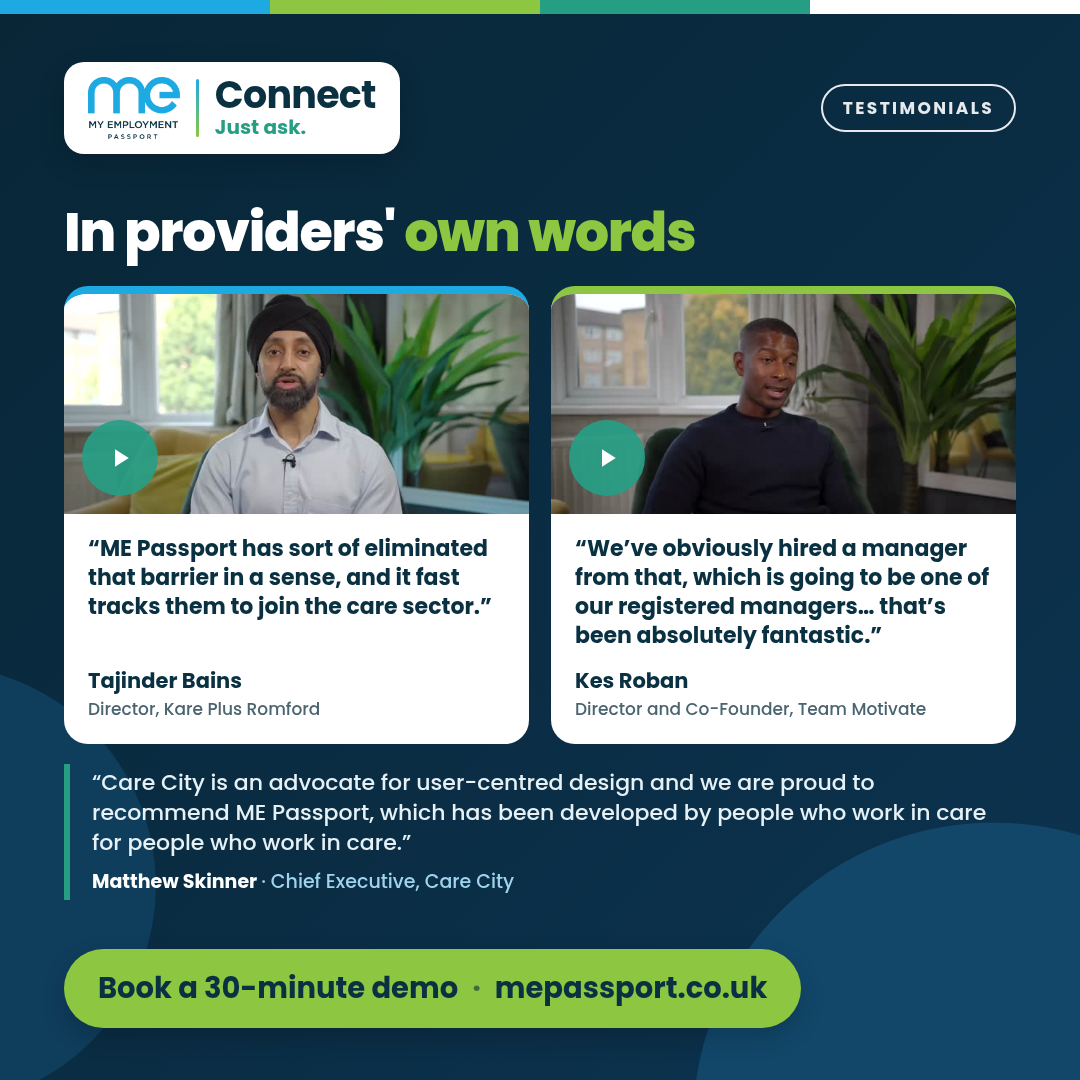 me
MY EMPLOYMENT
PASSPORT
Connect
Just ask.
TESTIMONIALS
In providers' own words
“ME Passport has sort of eliminated
that barrier in a sense, and it fast
tracks them to join the care sector.”
Tajinder Bains
Director, Kare Plus Romford
“We’ve obviously hired a manager
from that, which is going to be one of
our registered managers... that’s
been absolutely fantastic.”
Kes Roban
Director and Co-Founder, Team Motivate
“Care City is an advocate for user-centred design and we are proud to
recommend ME Passport, which has been developed by people who work in care
for people who work in care.”
Matthew Skinner · Chief Executive, Care City
Book a 30-minute demo · mepassport.co.uk